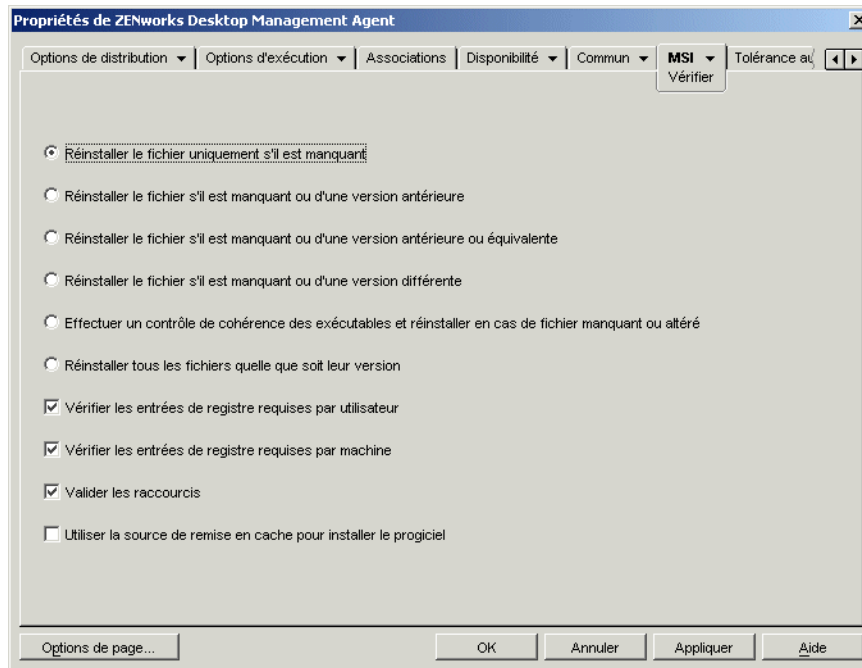 Propriétés de ZENworks Desktop Management Agent
Options de distribution Options d'exécution Associations Disponibilité Commun MSI Tolérance au
Vérifier
Réinstaller le fichier uniquement s'il est manquant
Réinstaller le fichier s'il est manquant ou d'une version antérieure
Réinstaller le fichier s'il est manquant ou d'une version antérieure ou équivalente
Réinstaller le fichier s'il est manquant ou d'une version différente
Effectuer un contrôle de cohérence des exécutables et réinstaller en cas de fichier manquant ou altéré
Réinstaller tous les fichiers quelle que soit leur version
Vérifier les entrées de registre requises par utilisateur
Vérifier les entrées de registre requises par machine
Valider les raccourcis
Utiliser la source de remise en cache pour installer le progiciel
Options de page... OK Annuler Appliquer Aide